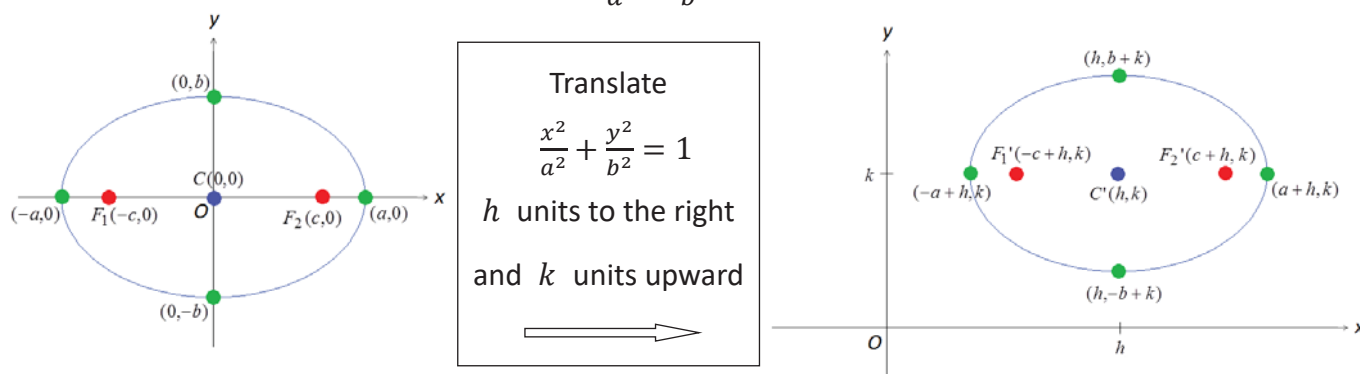 a b
y
(0,b)
C(0,0)
x
(-a,0)
F₁(-c,0)
O
F₂(c,0)
(a,0)
(0,-b)
Translate
x²/a² + y²/b² = 1
h units to the right
and k units upward
y
(h,b+k)
F₁'(-c+h,k)
F₂'(c+h,k)
k
(-a+h,k)
C'(h,k)
(a+h,k)
(h,-b+k)
x
O
h